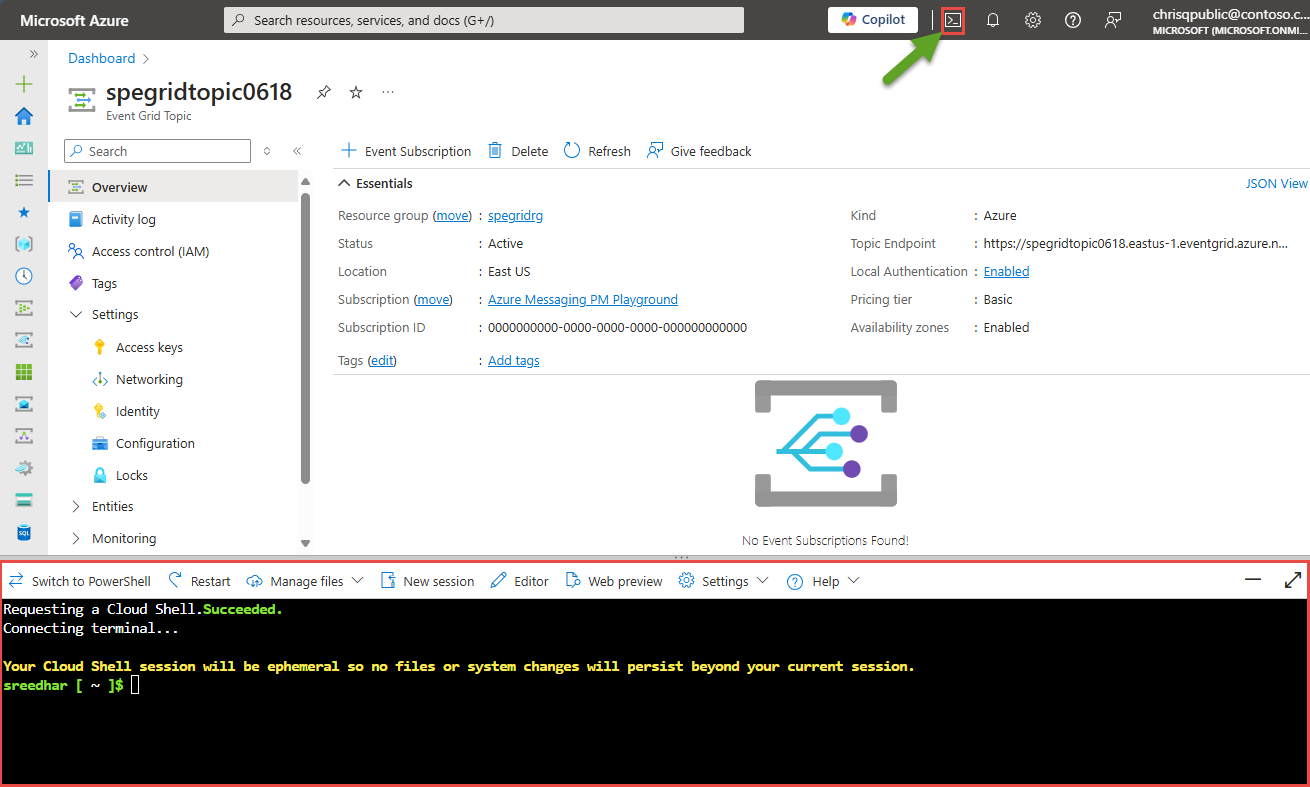 Microsoft Azure
Search resources, services, and docs (G+/)
Copilot
chrisqpublic@contoso.c...
MICROSOFT (MICROSOFT.ONMI...
Dashboard
spegridtopic0618
Event Grid Topic
Search
Overview
Activity log
Access control (IAM)
Tags
Settings
Access keys
Networking
Identity
Configuration
Locks
Entities
Monitoring
Event Subscription
Delete
Refresh
Give feedback
Essentials
JSON View
Resource group (move) : spegridrg
Status : Active
Location : East US
Subscription (move) : Azure Messaging PM Playground
Subscription ID : 0000000000-0000-0000-0000-000000000000
Tags (edit) : Add tags
Kind : Azure
Topic Endpoint : https://spegridtopic0618.eastus-1.eventgrid.azure.n...
Local Authentication : Enabled
Pricing tier : Basic
Availability zones : Enabled
No Event Subscriptions Found!
Switch to PowerShell
Restart
Manage files
New session
Editor
Web preview
Settings
Help
Requesting a Cloud Shell.Succeeded.
Connecting terminal...
Your Cloud Shell session will be ephemeral so no files or system changes will persist beyond your current session.
sreedhar [ ~ ]$